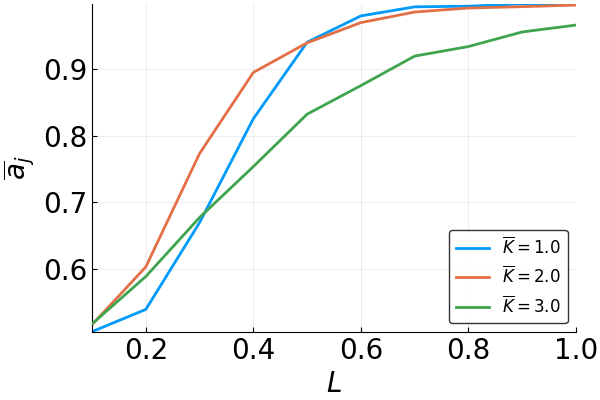 0.9
0.8
0.7
0.6
a̅ⱼ
K̅ = 1.0
K̅ = 2.0
K̅ = 3.0
0.2 0.4 0.6 0.8 1.0
L